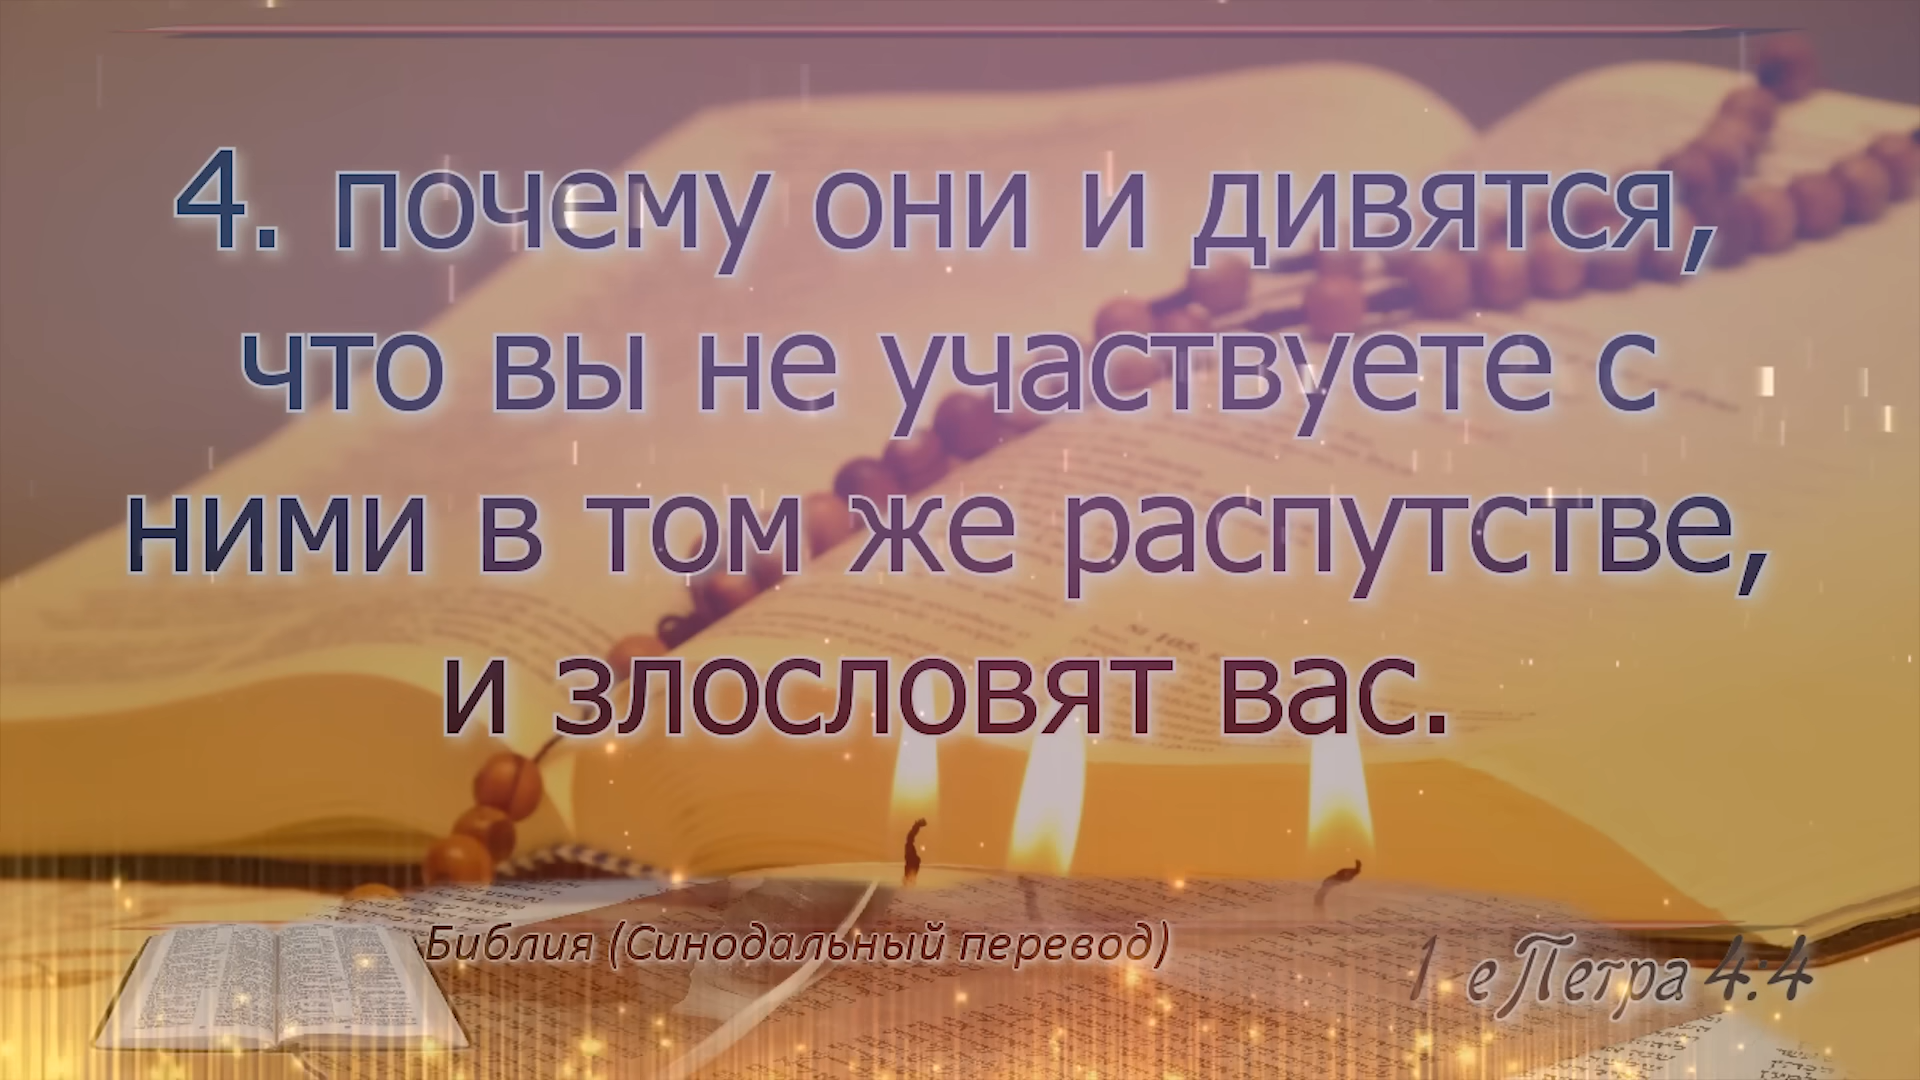 4. почему они и дивятся,
что вы не участвуете с
ними в том же распутстве,
и злословят вас.
Библия (Синодальный перевод)
1-е Петра 4:4